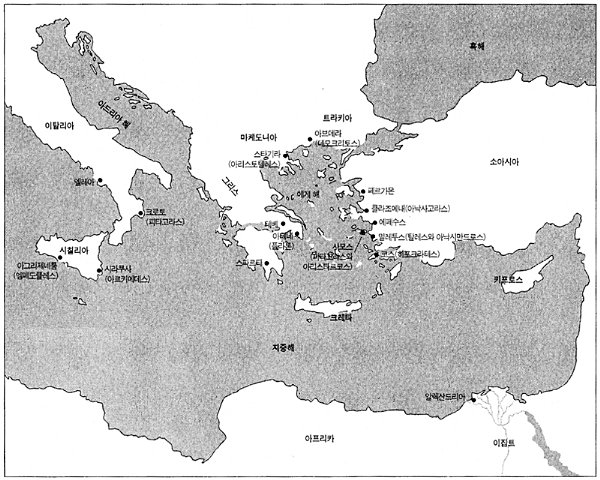 흑해
아드리아 해
이탈리아
트라키아
마케도니아
아브데라
(데모크리토스)
스타기라
(아리스토텔레스)
소아시아
그리스
에게 해
엘레아
페르가몬
크로토
(피타고라스)
클라조메네(아낙사고라스)
에페수스
테베
아테네
(플라톤)
밀레투스(탈레스와 아낙시만드로스)
시칠리아
사모스
(피타고라스와
아리스타르코스)
코스(히포크라테스)
스파르타
아그리젠툼
(엠페도클레스)
시라쿠사
(아르키메데스)
키프로스
크레타
지중해
알렉산드리아
아프리카
이집트